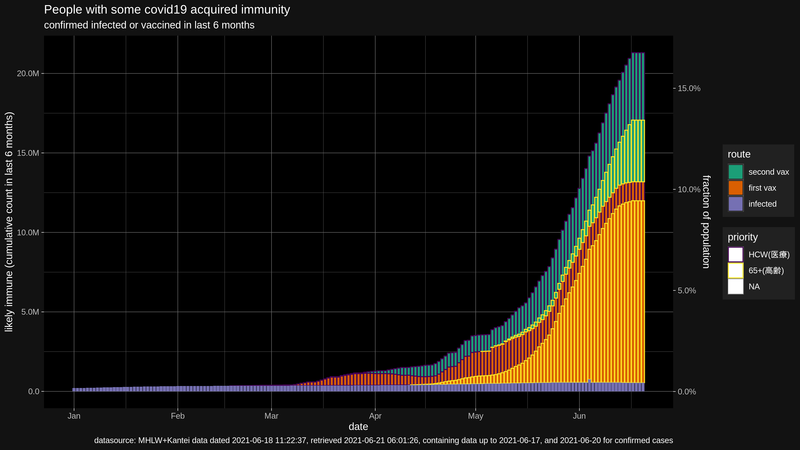 People with some covid19 acquired immunity
confirmed infected or vaccined in last 6 months
likely immune (cumulative count in last 6 months)
20.0M
15.0M
10.0M
5.0M
0.0
15.0%
10.0%
5.0%
0.0%
fraction of population
Jan Feb Mar Apr May Jun
date
route
second vax
first vax
infected
priority
HCW(医療)
65+(高齢)
NA
datasource: MHLW+Kantei data dated 2021-06-18 11:22:37, retrieved 2021-06-21 06:01:26, containing data up to 2021-06-17, and 2021-06-20 for confirmed cases